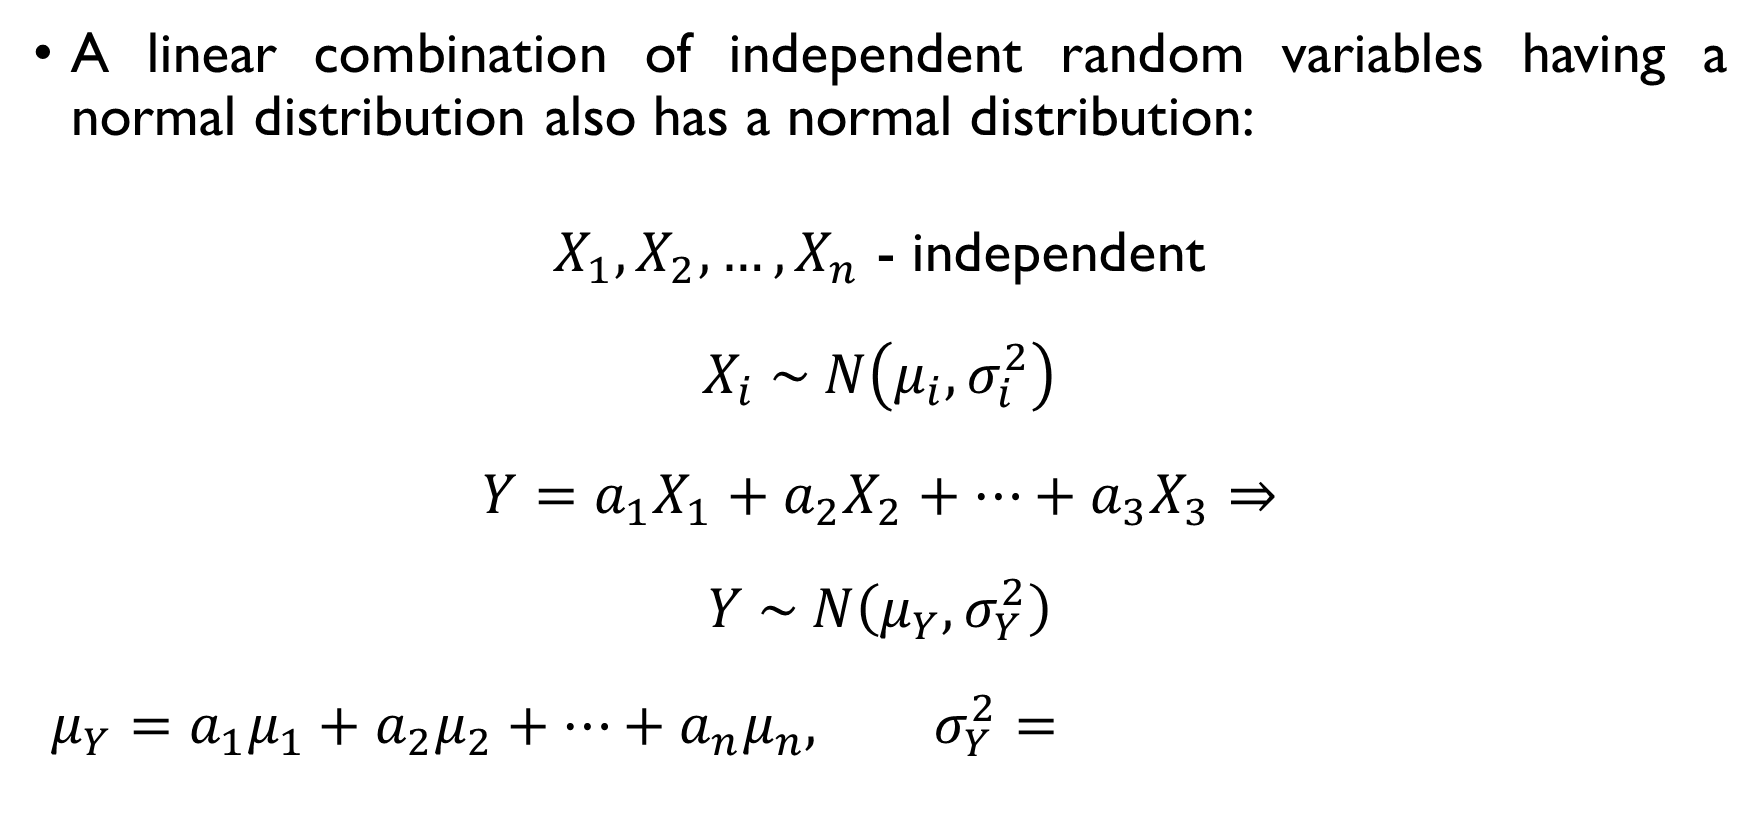 • A linear combination of independent random variables having a
normal distribution also has a normal distribution:
X₁, X₂, … , Xₙ - independent
Xᵢ ~ N(μᵢ, σᵢ²)
Y = a₁X₁ + a₂X₂ + ⋯ + a₃X₃ ⇒
Y ~ N(μ_Y, σ_Y²)
μ_Y = a₁μ₁ + a₂μ₂ + ⋯ + aₙμₙ, σ_Y² =